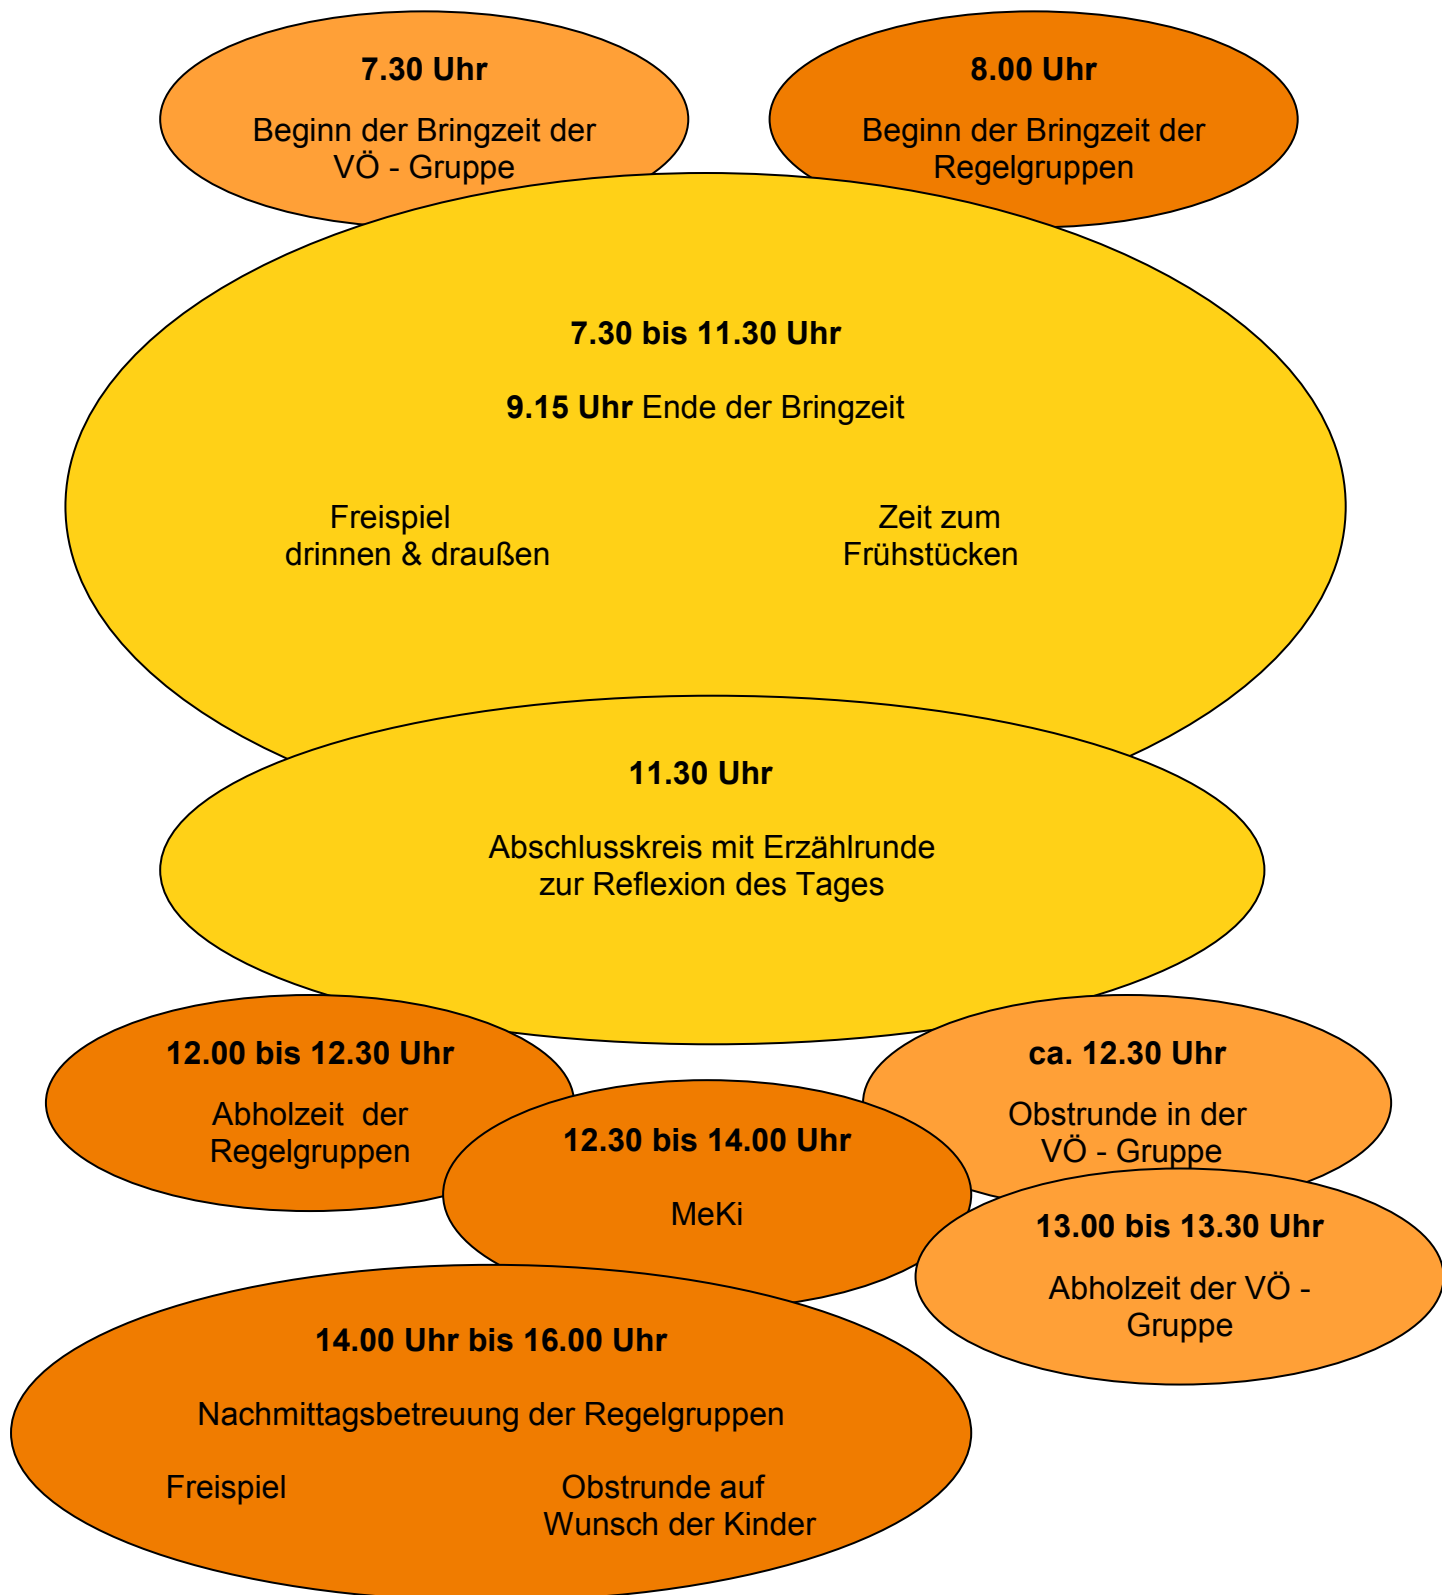 7.30 Uhr
Beginn der Bringzeit der
VÖ - Gruppe
8.00 Uhr
Beginn der Bringzeit der
Regelgruppen
7.30 bis 11.30 Uhr
9.15 Uhr Ende der Bringzeit
Freispiel
drinnen & draußen
Zeit zum
Frühstücken
11.30 Uhr
Abschlusskreis mit Erzählrunde
zur Reflexion des Tages
12.00 bis 12.30 Uhr
Abholzeit der
Regelgruppen
ca. 12.30 Uhr
Obstrunde in der
VÖ - Gruppe
12.30 bis 14.00 Uhr
MeKi
13.00 bis 13.30 Uhr
Abholzeit der VÖ -
Gruppe
14.00 Uhr bis 16.00 Uhr
Nachmittagsbetreuung der Regelgruppen
Freispiel
Obstrunde auf
Wunsch der Kinder